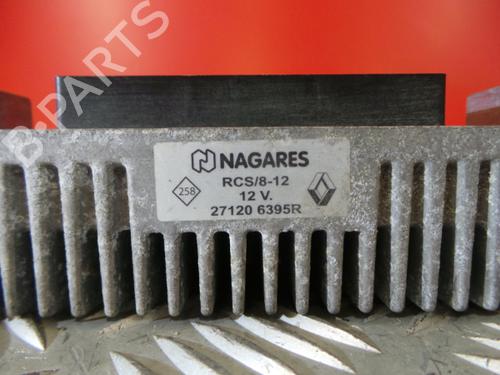 B-PARTS
NAGARES
258
RCS/8-12
12 V.
27120 6395R